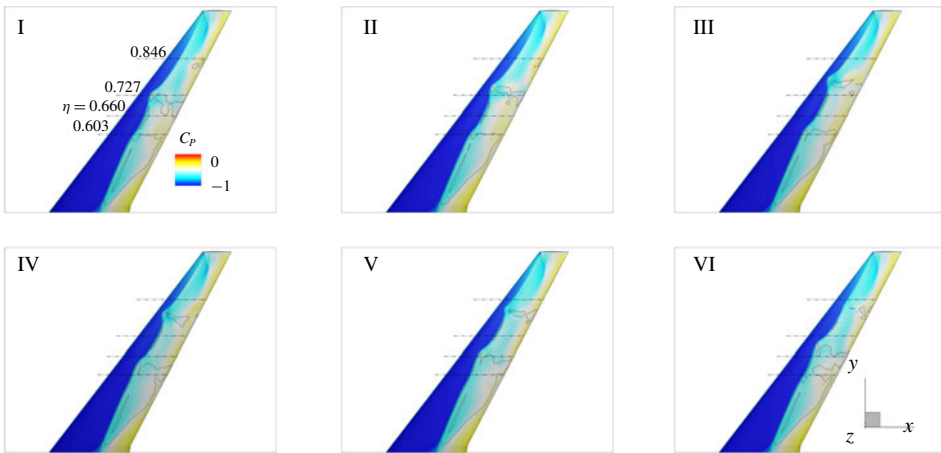 I
II
III
0.846
0.727
η = 0.660
0.603
C_P
0
−1
IV
V
VI
y
z
x